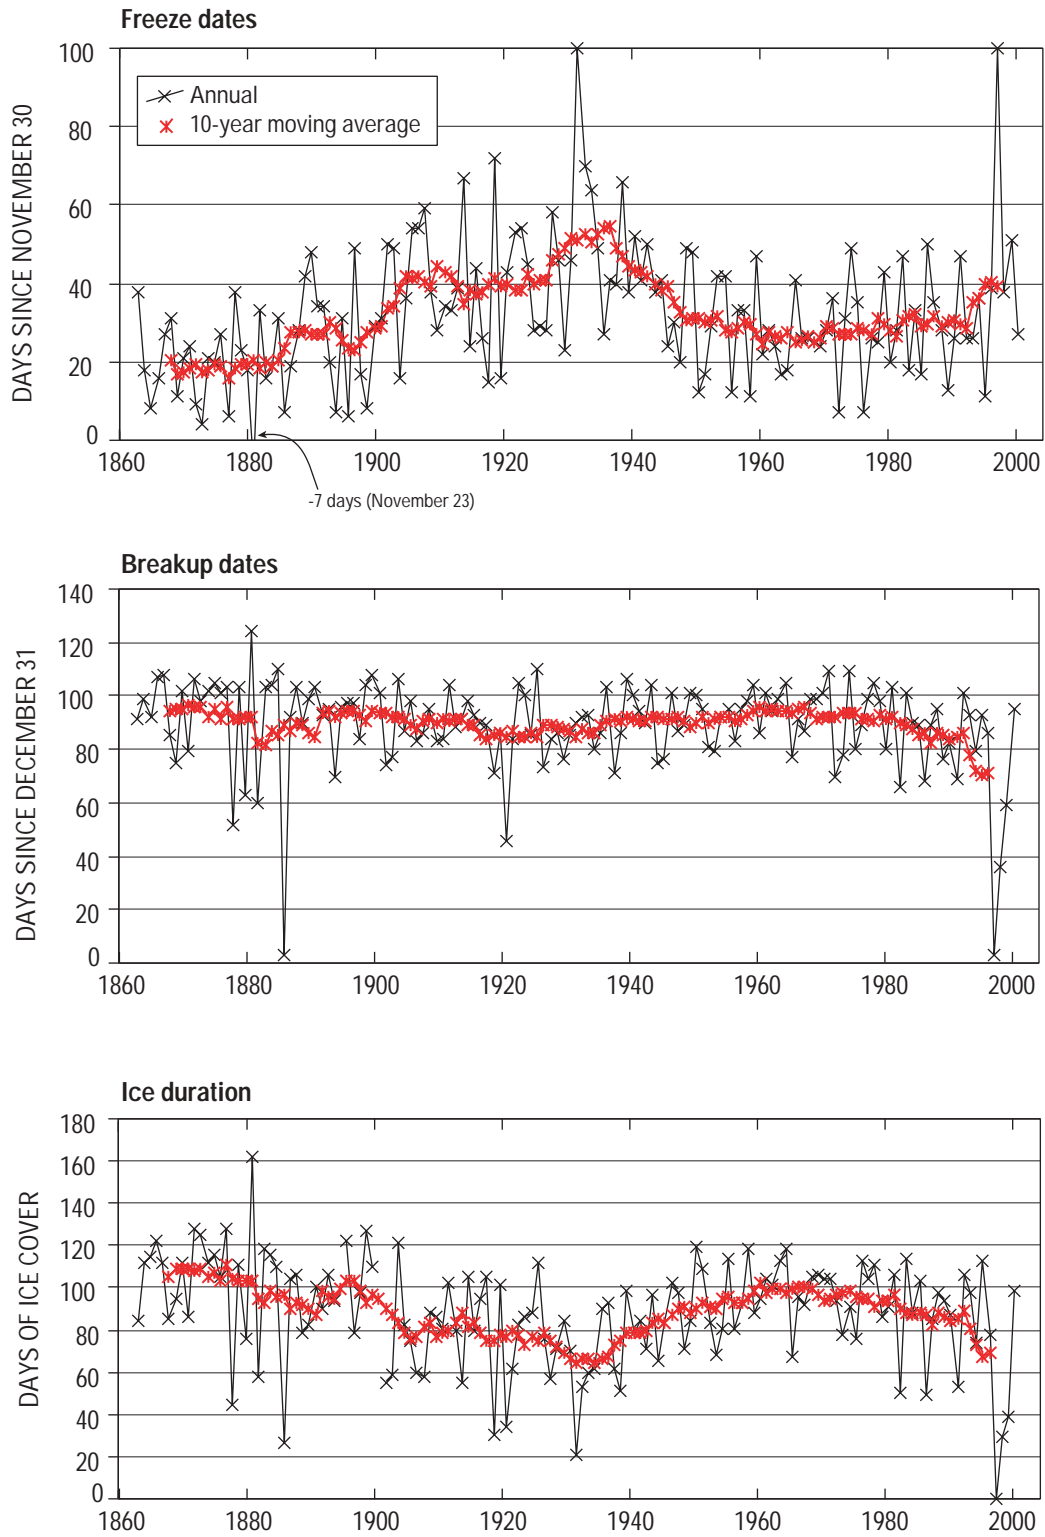 Freeze dates
100
80
60
40
20
0
DAYS SINCE NOVEMBER 30
Annual
10-year moving average
1860 1880 1900 1920 1940 1960 1980 2000
-7 days (November 23)
Breakup dates
140
120
100
80
60
40
20
0
DAYS SINCE DECEMBER 31
1860 1880 1900 1920 1940 1960 1980 2000
Ice duration
180
160
140
120
100
80
60
40
20
0
DAYS OF ICE COVER
1860 1880 1900 1920 1940 1960 1980 2000